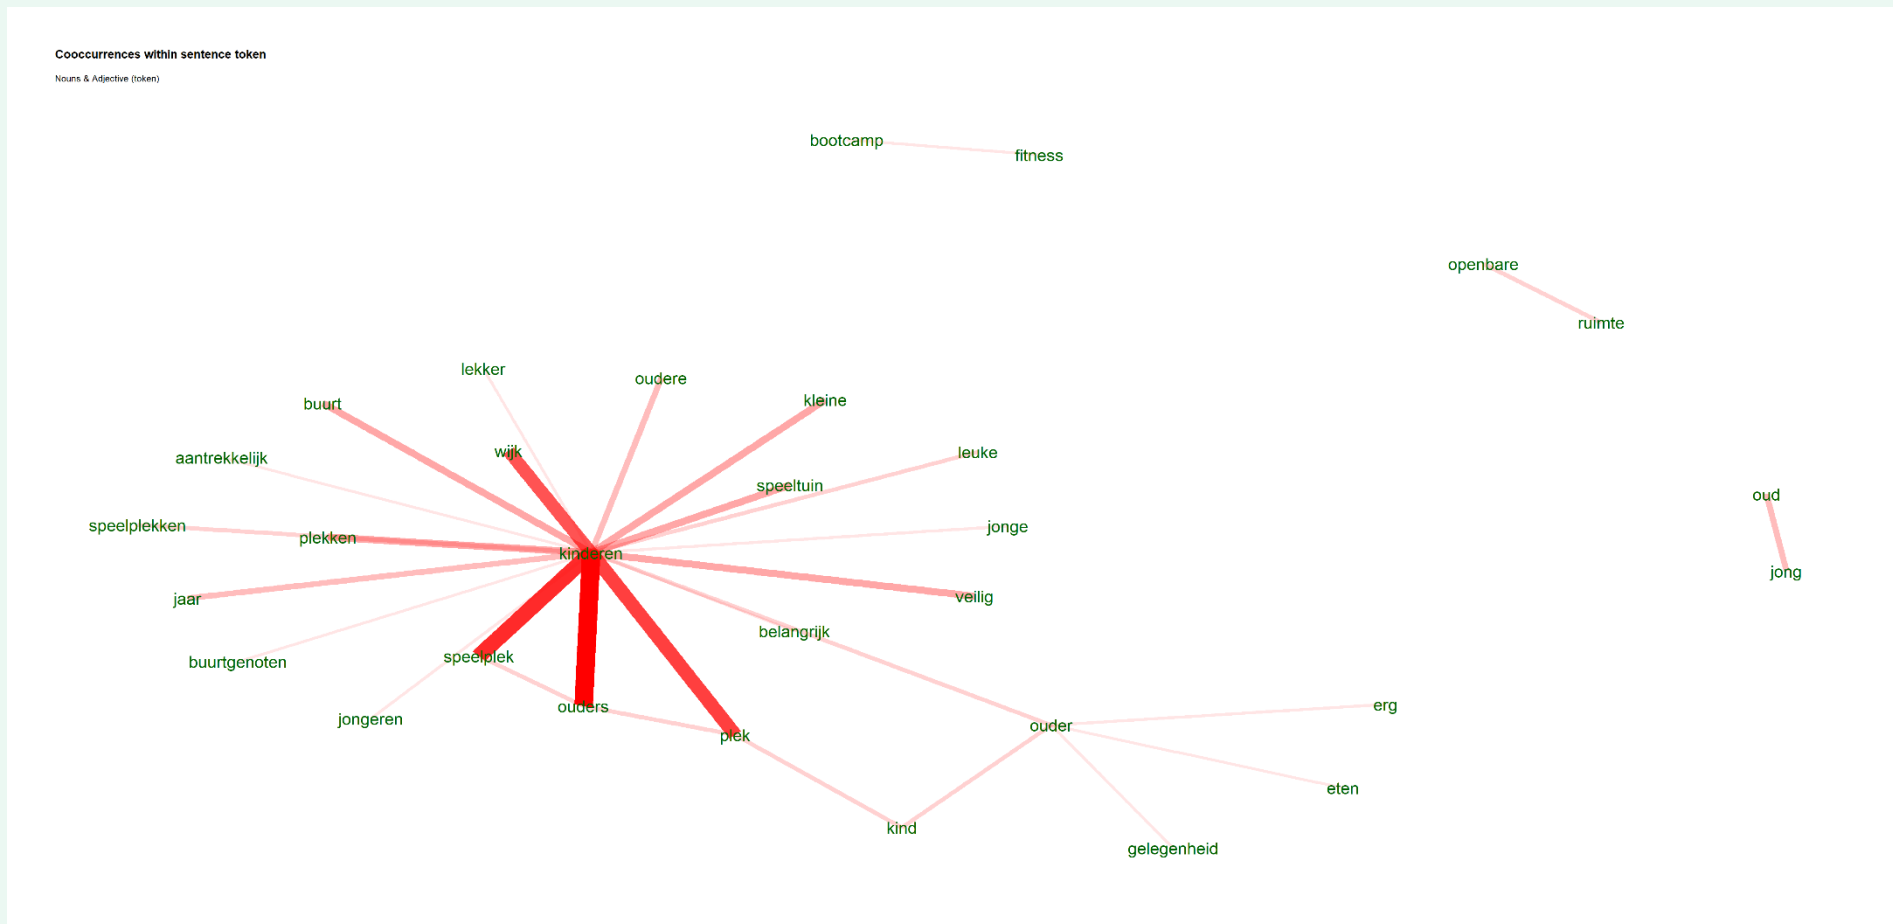 Cooccurrences within sentence token
Nouns & Adjective (token)
bootcamp
fitness
openbare
ruimte
lekker
oudere
kleine
buurt
wijk
leuke
aantrekkelijk
speeltuin
oud
speelplekken
jonge
plekken
kinderen
jong
jaar
veilig
belangrijk
speelplek
buurtgenoten
ouders
erg
jongeren
ouder
plek
eten
kind
gelegenheid